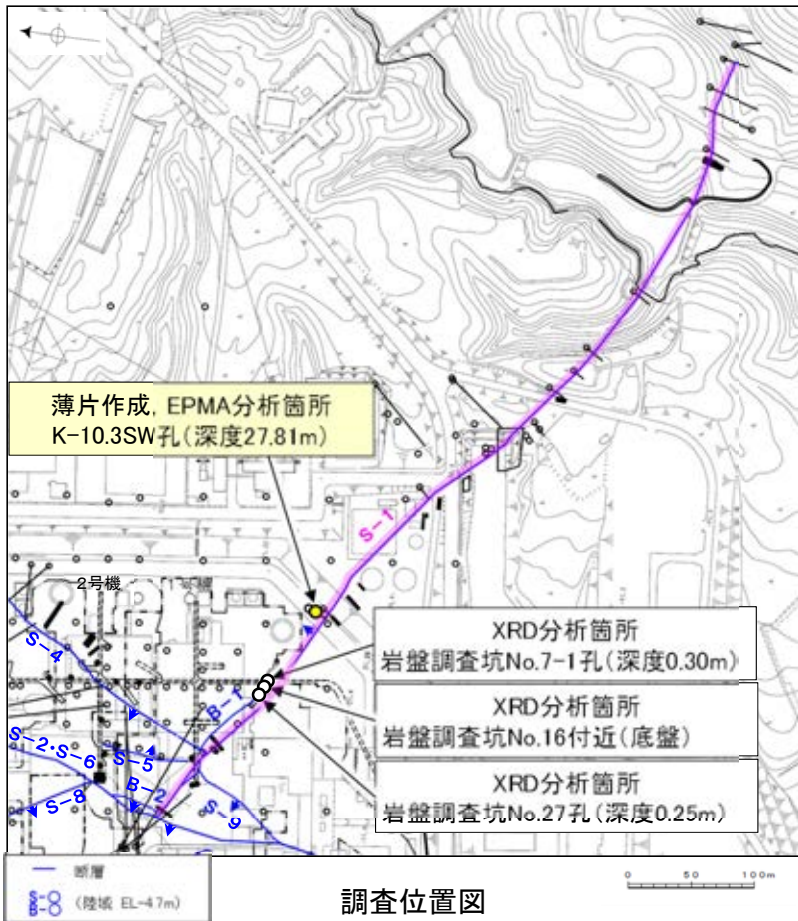 薄片作成, EPMA分析箇所
K-10.3SW孔(深度27.81m)
S-1
2号機
S-4
XRD分析箇所
岩盤調査坑No.7-1孔(深度0.30m)
B-1
XRD分析箇所
岩盤調査坑No.16付近(底盤)
S-2・S-6
S-5
B-2
S-8
S-9
XRD分析箇所
岩盤調査坑No.27孔(深度0.25m)
断層
S-○
B-○
(陸域 EL-4.7m)
調査位置図
0 50 100m